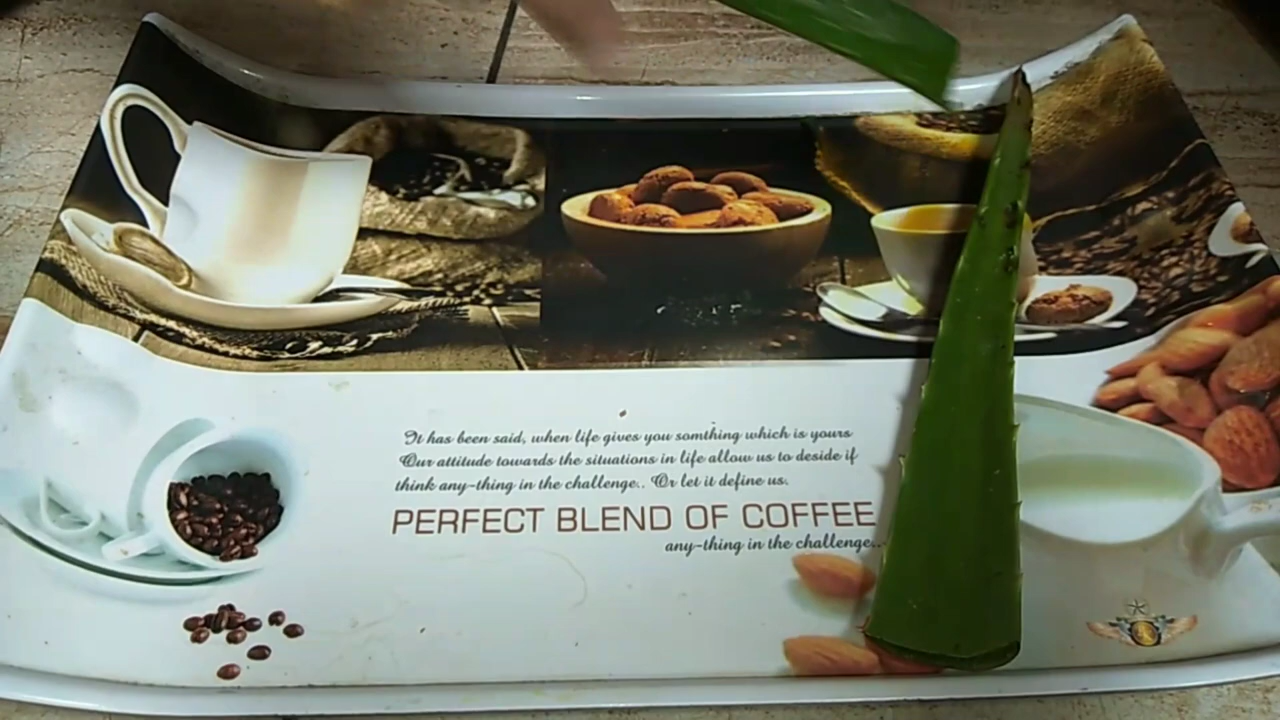 It has been said, when life gives you somthing which is yours
Our attitude towards the situations in life allow us to deside if
think any-thing in the challenge.. Or let it define us.
PERFECT BLEND OF COFFEE
any-thing in the challenge..